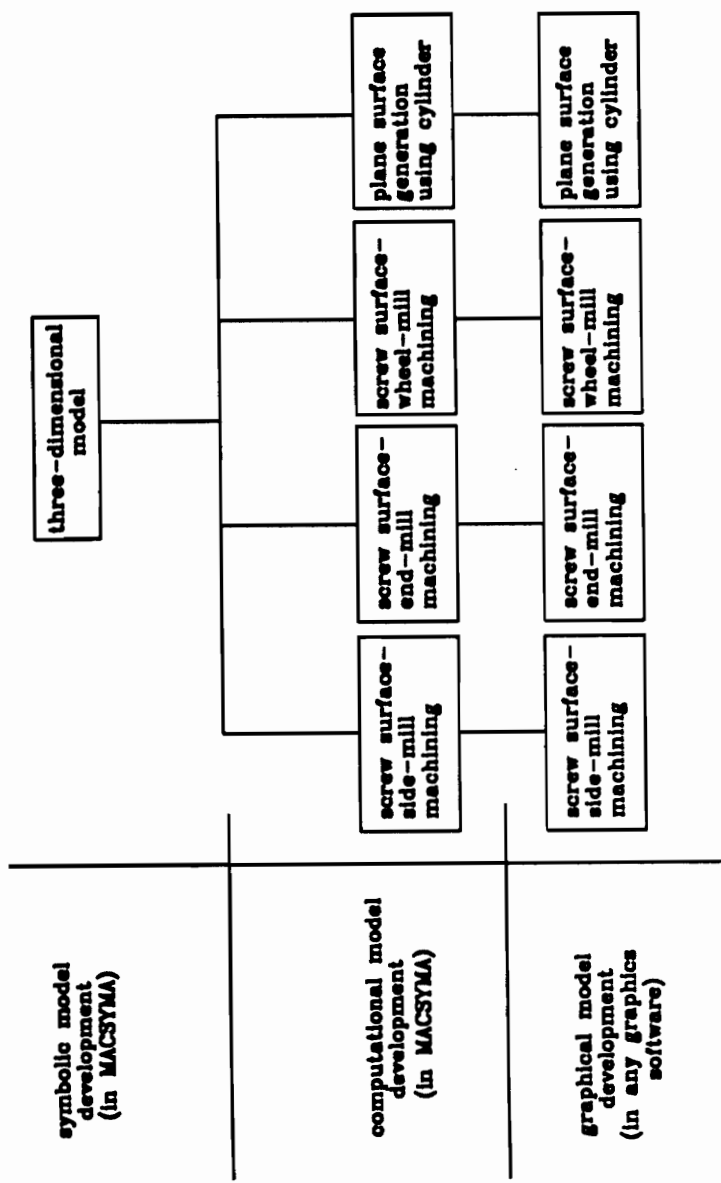 symbolic model
development
(in MACSYMA)
three-dimensional
model
computational model
development
(in MACSYMA)
screw surface-
side-mill
machining
screw surface-
end-mill
machining
screw surface-
wheel-mill
machining
plane surface
generation
using cylinder
graphical model
development
(in any graphics
software)
screw surface-
side-mill
machining
screw surface-
end-mill
machining
screw surface-
wheel-mill
machining
plane surface
generation
using cylinder